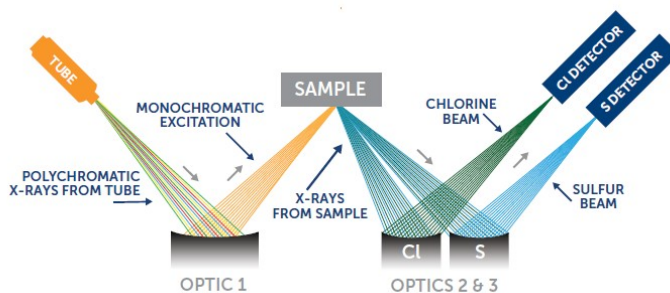 TUBE
POLYCHROMATIC
X-RAYS FROM TUBE
MONOCHROMATIC
EXCITATION
OPTIC 1
SAMPLE
X-RAYS
FROM SAMPLE
CHLORINE
BEAM
Cl DETECTOR
S DETECTOR
SULFUR
BEAM
Cl
S
OPTICS 2 & 3